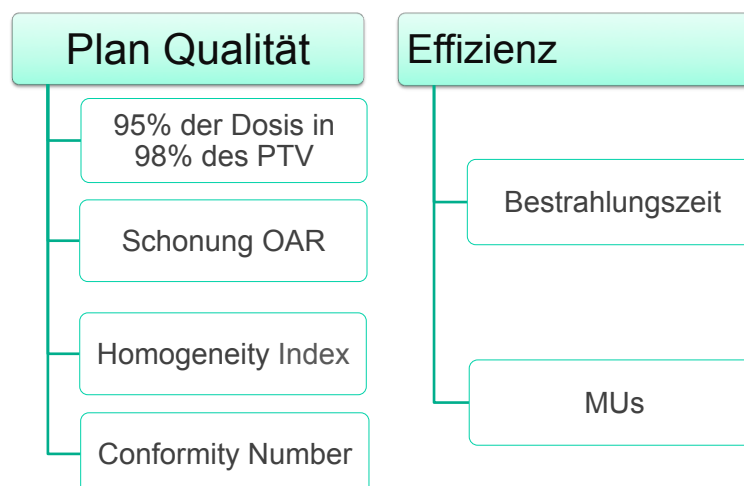 Plan Qualität
95% der Dosis in
98% des PTV
Schonung OAR
Homogeneity Index
Conformity Number
Effizienz
Bestrahlungszeit
MUs